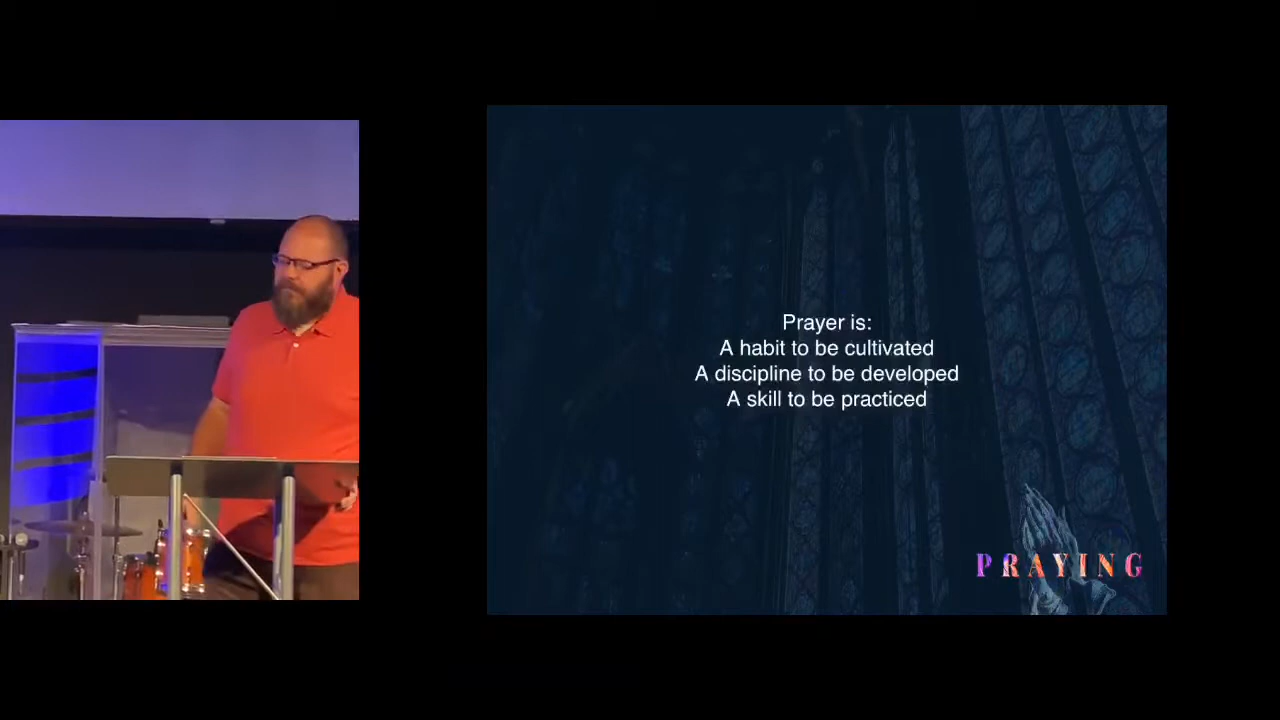 Prayer is:
A habit to be cultivated
A discipline to be developed
A skill to be practiced
PRAYING